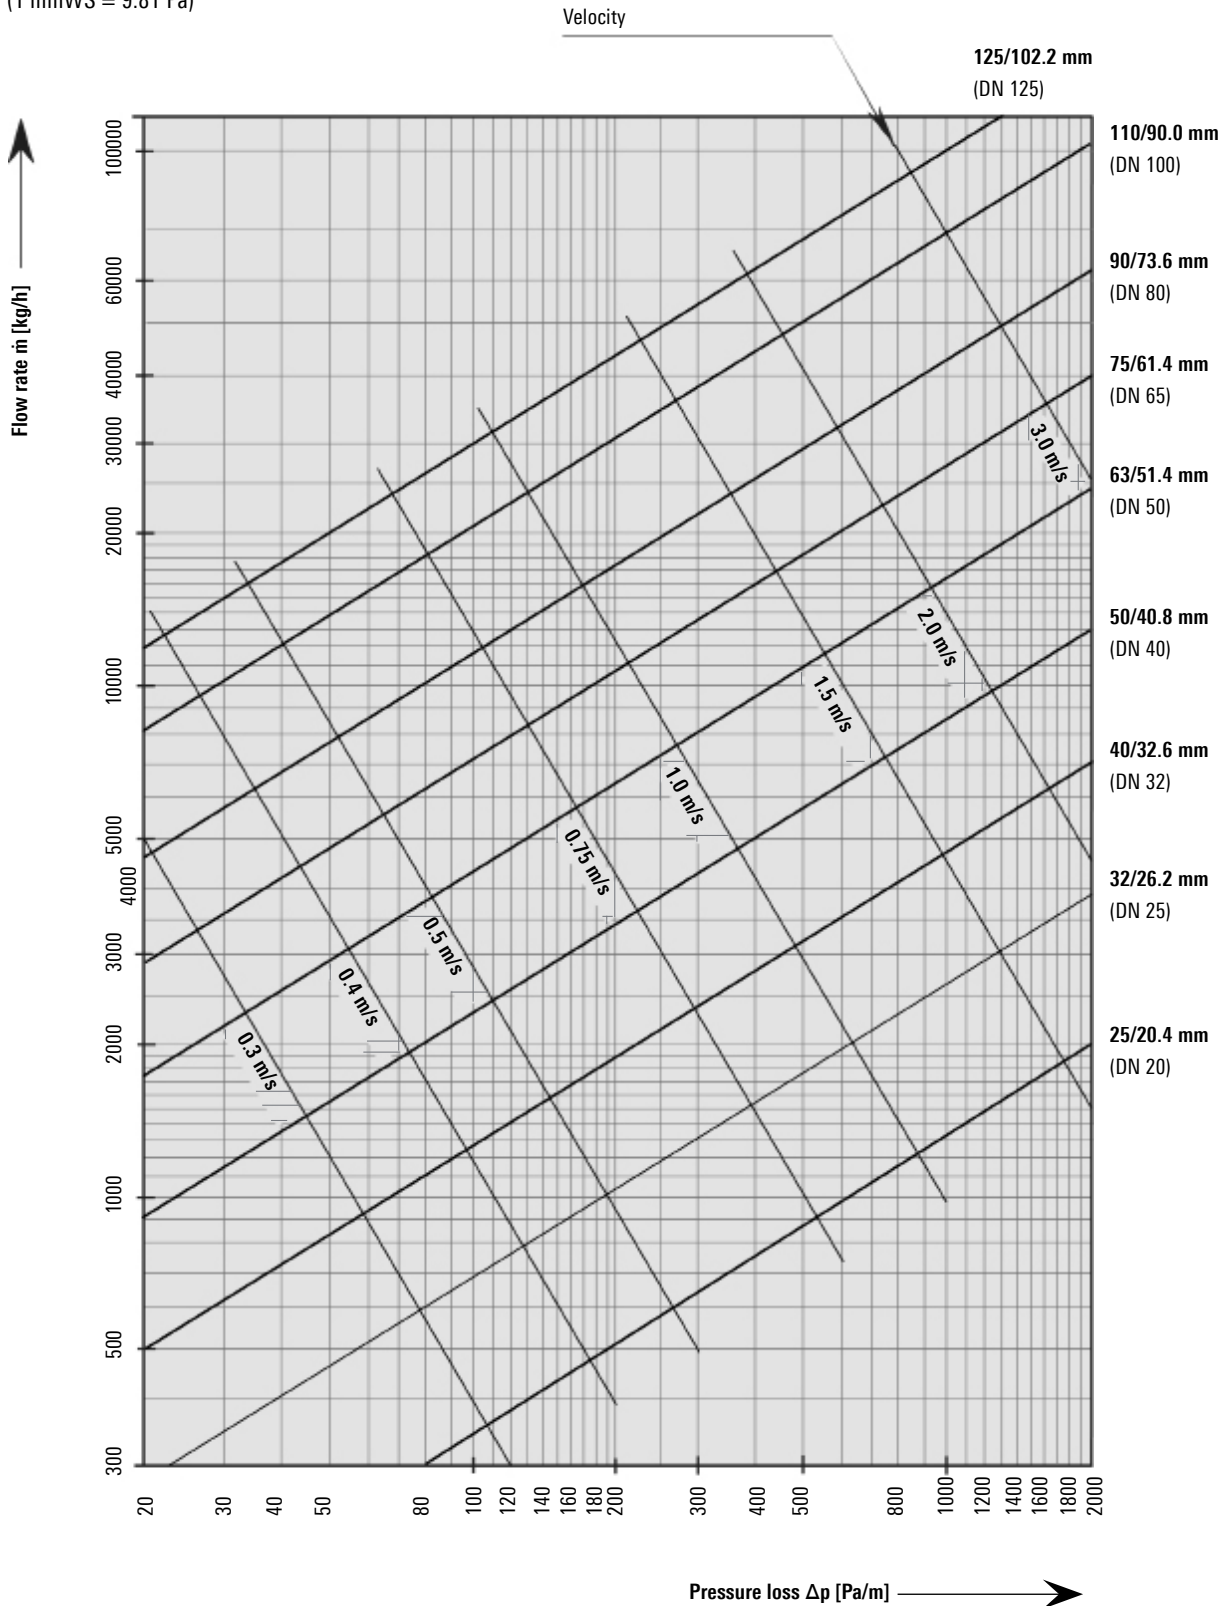 (1 mmWS = 9.81 Pa)
Velocity
125/102.2 mm
(DN 125)
110/90.0 mm
(DN 100)
90/73.6 mm
(DN 80)
75/61.4 mm
(DN 65)
63/51.4 mm
(DN 50)
50/40.8 mm
(DN 40)
40/32.6 mm
(DN 32)
32/26.2 mm
(DN 25)
25/20.4 mm
(DN 20)
Flow rate ṁ [kg/h]
100000
60000
40000
30000
20000
10000
5000
4000
3000
2000
1000
500
300
3.0 m/s
2.0 m/s
1.5 m/s
1.0 m/s
0.75 m/s
0.5 m/s
0.4 m/s
0.3 m/s
20
30
40
50
80
100
120
140
160
180
200
300
400
500
800
1000
1200
1400
1600
1800
2000
Pressure loss Δp [Pa/m]